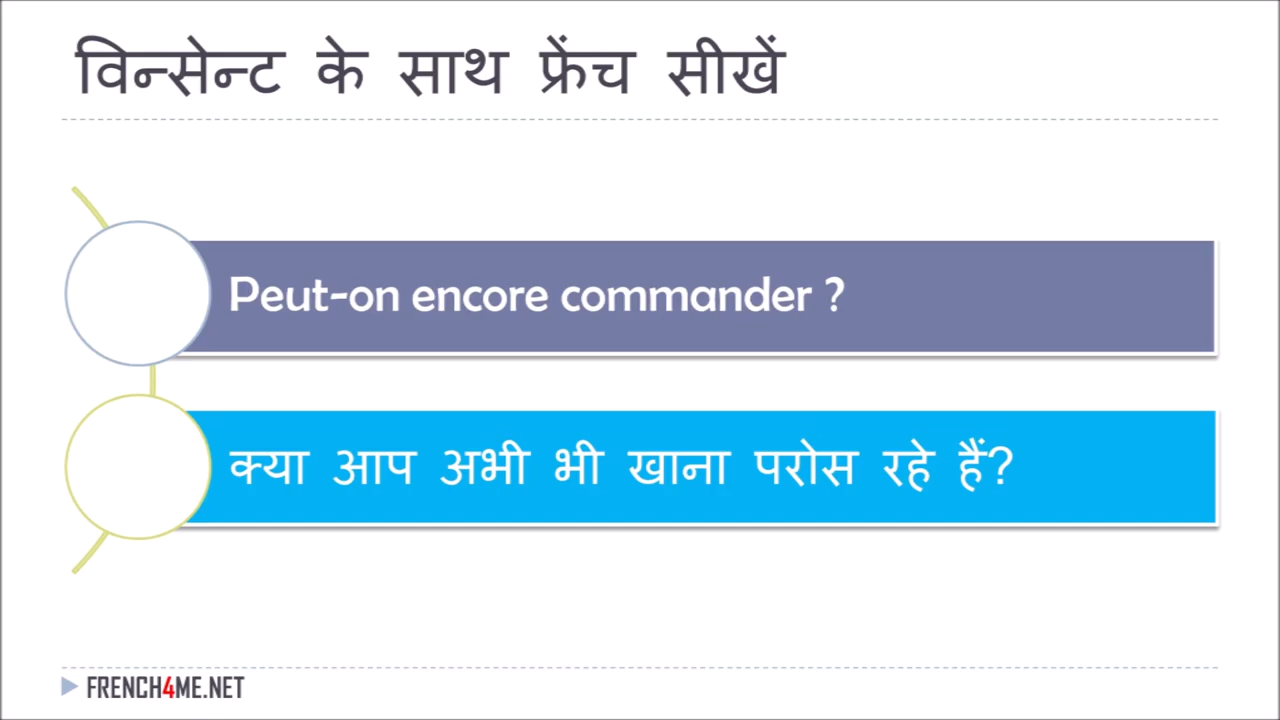 विन्सेन्ट के साथ फ्रेंच सीखें
Peut-on encore commander ?
क्या आप अभी भी खाना परोस रहे हैं?
FRENCH4ME.NET